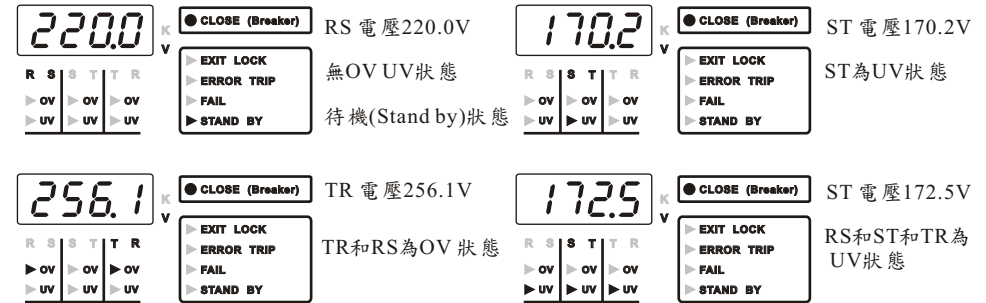 220.0 K V
R S S T T R
OV OV OV
UV UV UV
CLOSE (Breaker)
EXIT LOCK
ERROR TRIP
FAIL
STAND BY
RS 電壓220.0V
無OV UV狀態
待機(Stand by)狀態
170.2 K V
R S S T T R
OV OV OV
UV UV UV
CLOSE (Breaker)
EXIT LOCK
ERROR TRIP
FAIL
STAND BY
ST 電壓170.2V
ST為UV狀態
256.1 K V
R S S T T R
OV OV OV
UV UV UV
CLOSE (Breaker)
EXIT LOCK
ERROR TRIP
FAIL
STAND BY
TR 電壓256.1V
TR和RS為OV 狀態
172.5 K V
R S S T T R
OV OV OV
UV UV UV
CLOSE (Breaker)
EXIT LOCK
ERROR TRIP
FAIL
STAND BY
ST 電壓172.5V
RS和ST和TR為
UV狀態